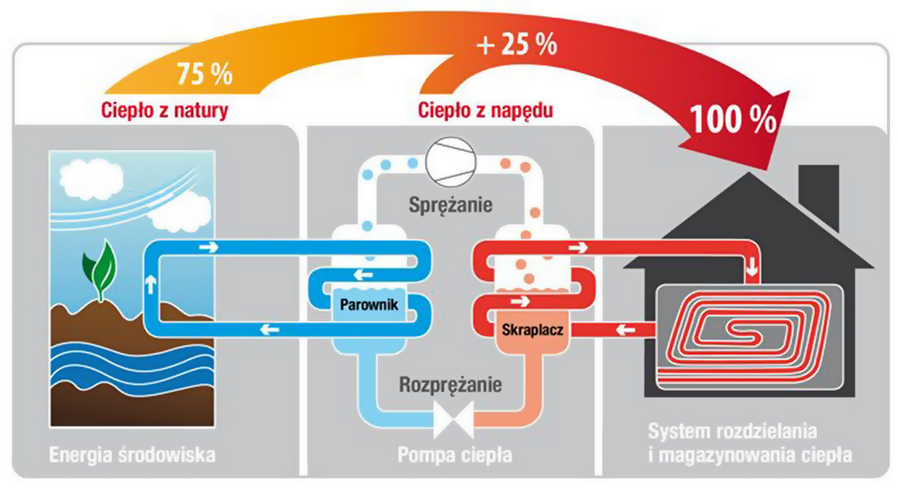 75 %
+ 25 %
100 %
Ciepło z natury
Ciepło z napędu
Sprężanie
Parownik
Skraplacz
Rozprężanie
Energia środowiska
Pompa ciepła
System rozdzielania
i magazynowania ciepła